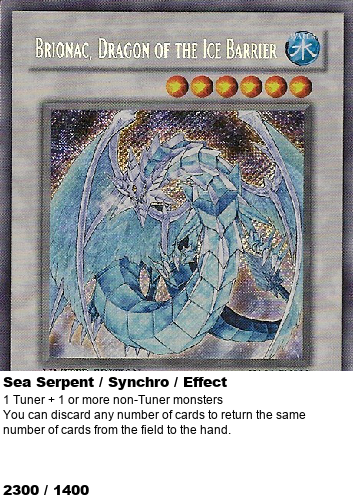 Brionac, Dragon of the Ice Barrier
WATER
水
Sea Serpent / Synchro / Effect
1 Tuner + 1 or more non-Tuner monsters
You can discard any number of cards to return the same
number of cards from the field to the hand.
2300 / 1400